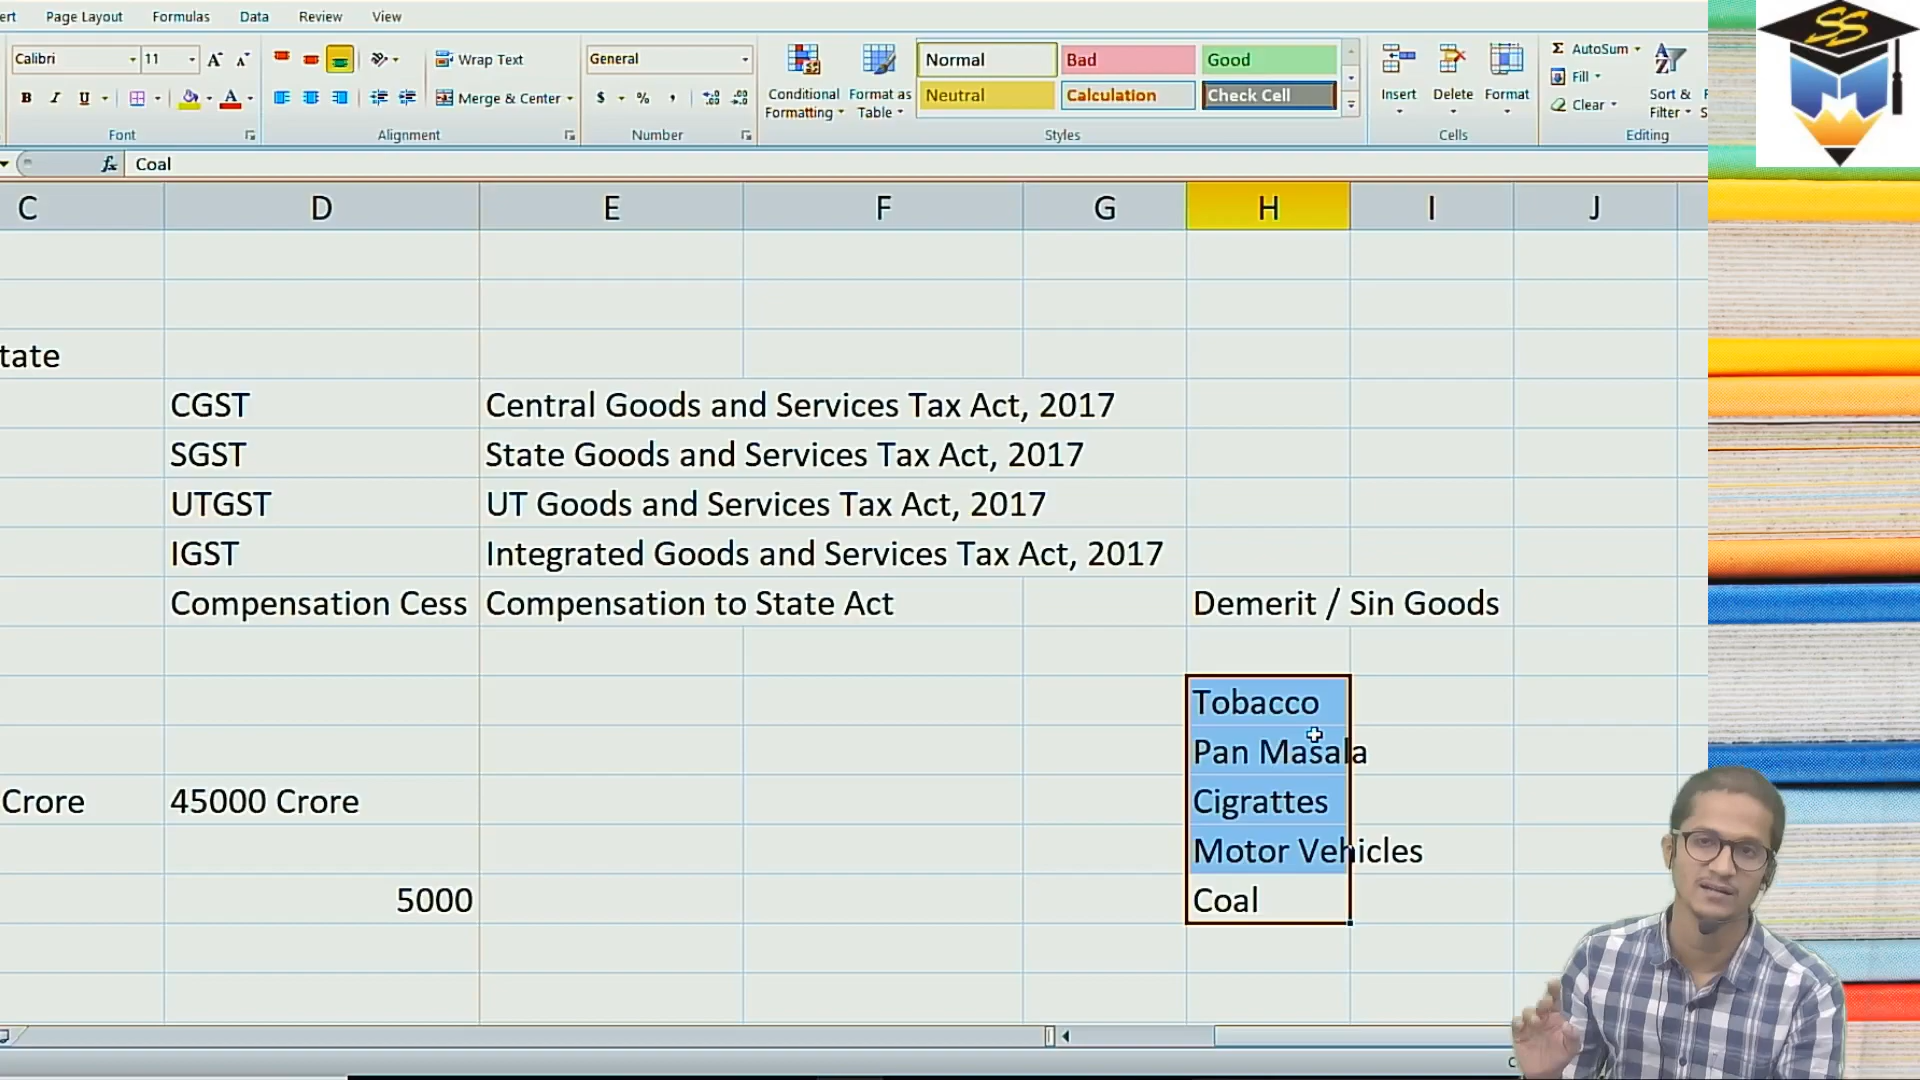 Page Layout Formulas Data Review View
Calibri 11 A A Wrap Text General Normal Bad Good AutoSum
Fill
B I U A Merge & Center $ % , Conditional Formatting Format as Table Neutral Calculation Check Cell Insert Delete Format Clear Sort & Filter
Font Alignment Number Styles Cells Editing
fx Coal
C D E F G H I J
tate
CGST Central Goods and Services Tax Act, 2017
SGST State Goods and Services Tax Act, 2017
UTGST UT Goods and Services Tax Act, 2017
IGST Integrated Goods and Services Tax Act, 2017
Compensation Cess Compensation to State Act Demerit / Sin Goods
Tobacco
Pan Masala
Crore 45000 Crore Cigrattes
Motor Vehicles
5000 Coal
SS